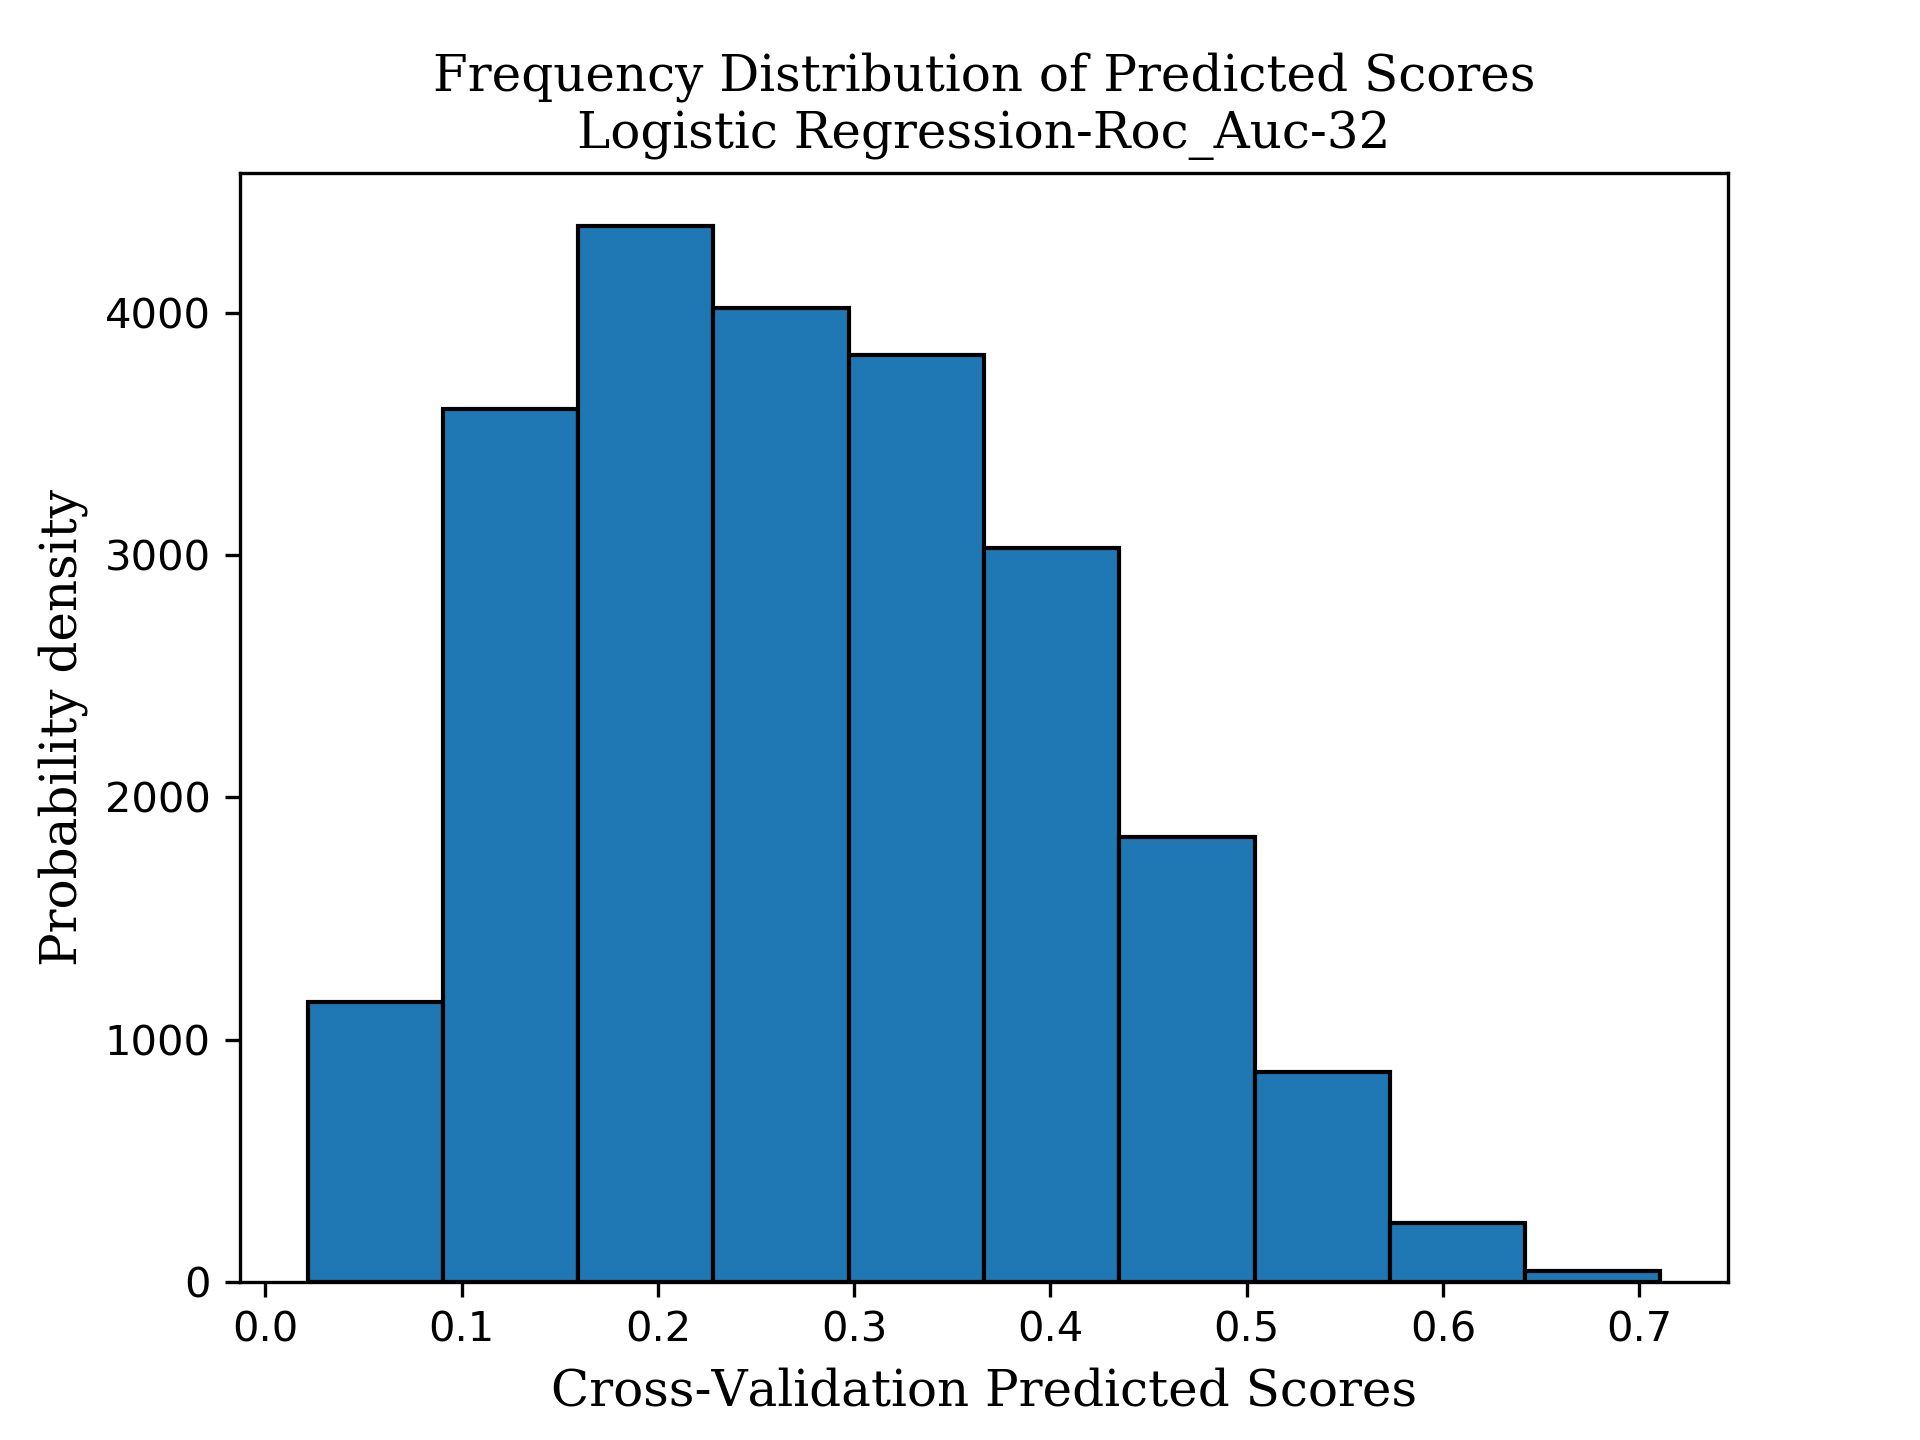 Frequency Distribution of Predicted Scores
Logistic Regression-Roc_Auc-32
Probability density
4000
3000
2000
1000
0
0.0 0.1 0.2 0.3 0.4 0.5 0.6 0.7
Cross-Validation Predicted Scores